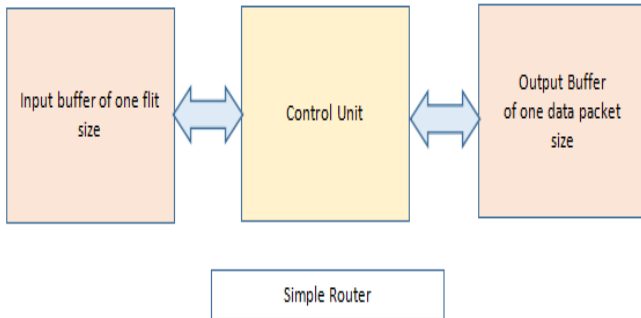 Input buffer of one flit
size
Control Unit
Output Buffer
of one data packet
size
Simple Router